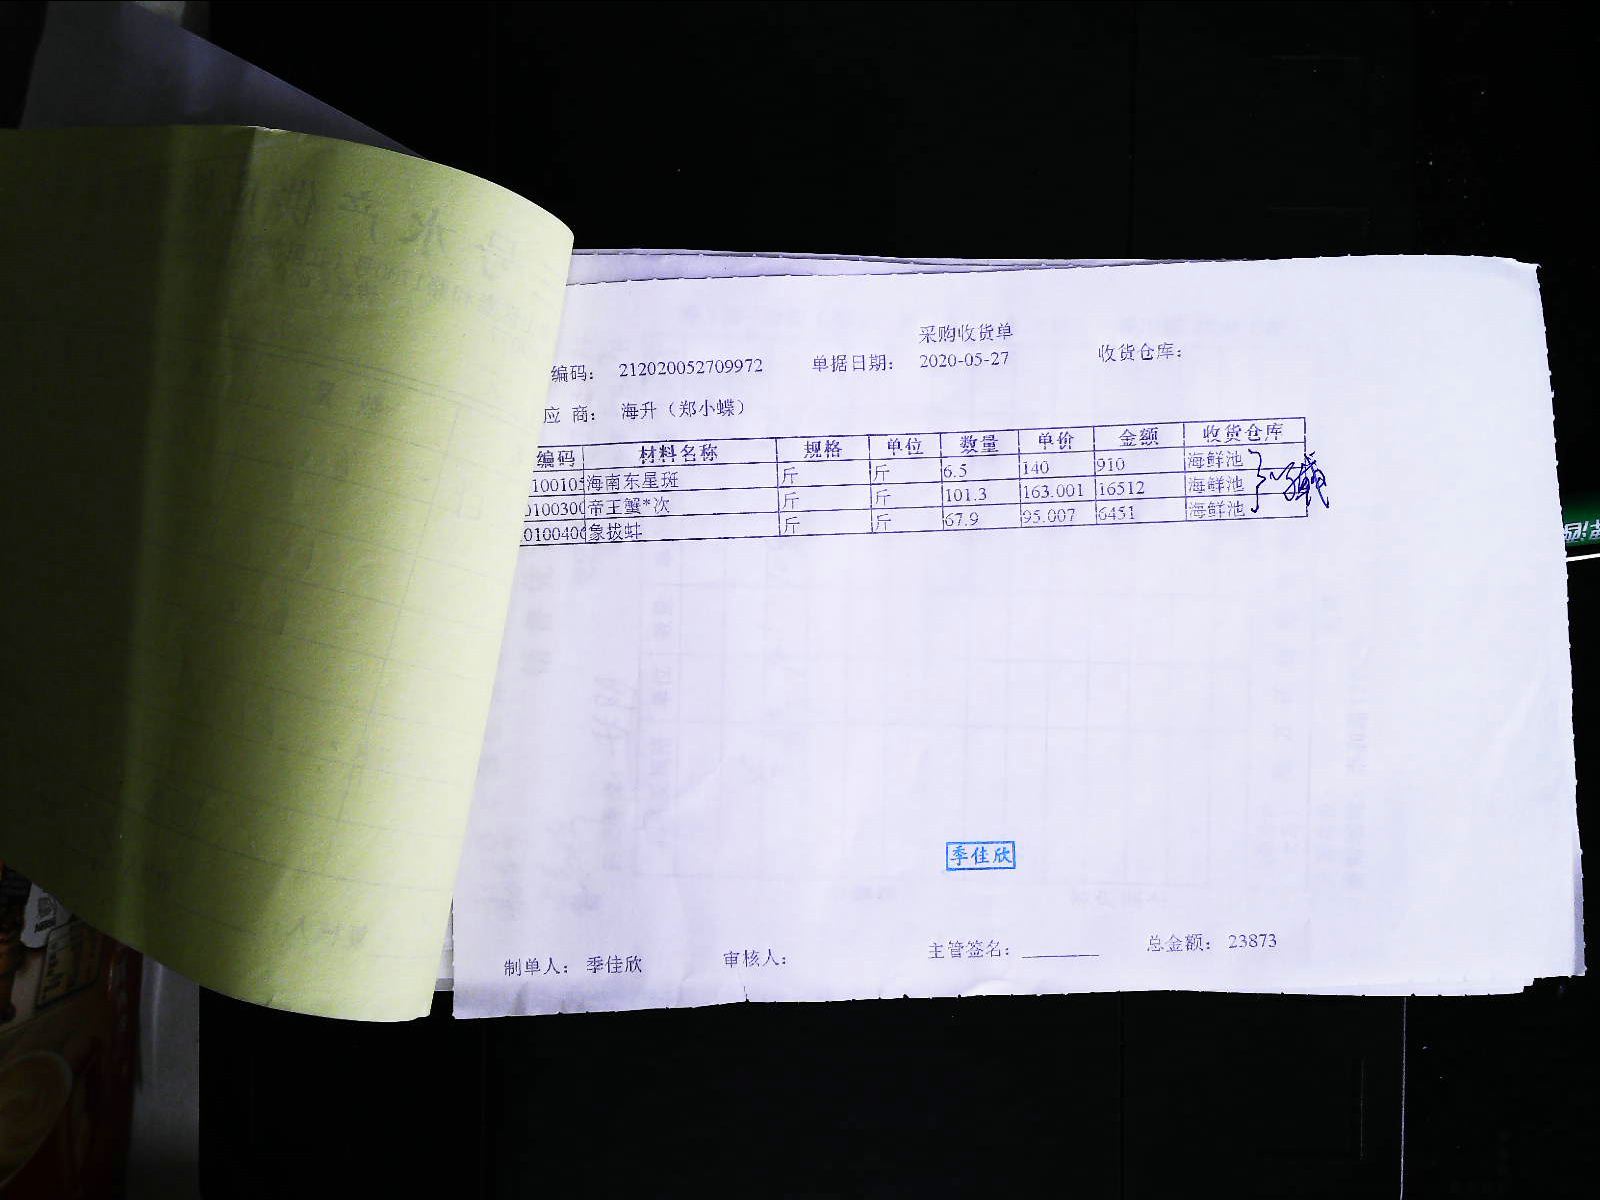 采购收货单
编码： 212020052709972 单据日期： 2020-05-27 收货仓库：
应 商： 海升（郑小蝶）
编码 材料名称 规格 单位 数量 单价 金额 收货仓库
海南东星斑 斤 斤 6.5 140 910 海鲜池
帝王蟹*次 斤 斤 101.3 163.001 16512 海鲜池
象拔蚌 斤 斤 67.9 95.007 6451 海鲜池
季佳欣
制单人： 季佳欣 审核人： 主管签名： 总金额： 23873